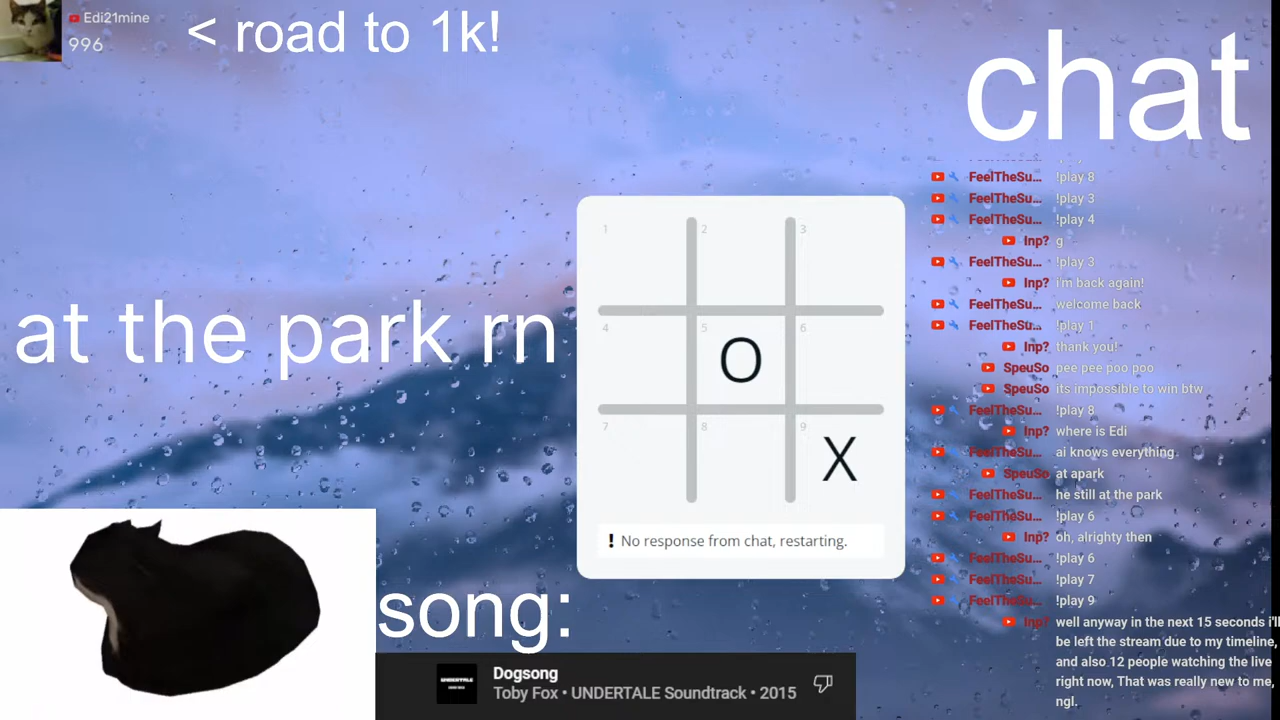 Edi21mine
996
< road to 1k!
chat
!play 8
FeelTheSu... !play 8
FeelTheSu... !play 3
FeelTheSu... !play 4
Inp? g
FeelTheSu... !play 3
Inp? i'm back again!
FeelTheSu... welcome back
FeelTheSu... !play 1
Inp? thank you!
SpeuSo pee pee poo poo
SpeuSo its impossible to win btw
FeelTheSu... !play 8
Inp? where is Edi
FeelTheSu... ai knows everything
SpeuSo at apark
FeelTheSu... he still at the park
FeelTheSu... !play 6
Inp? oh, alrighty then
FeelTheSu... !play 6
FeelTheSu... !play 7
FeelTheSu... !play 9
Inp? well anyway in the next 15 seconds i'll
be left the stream due to my timeline,
and also 12 people watching the live
right now, That was really new to me,
ngl.
1 2 3
4 5 6
O
7 8 9
X
! No response from chat, restarting.
at the park rn
song:
UNDERTALE
Dogsong
Toby Fox • UNDERTALE Soundtrack • 2015